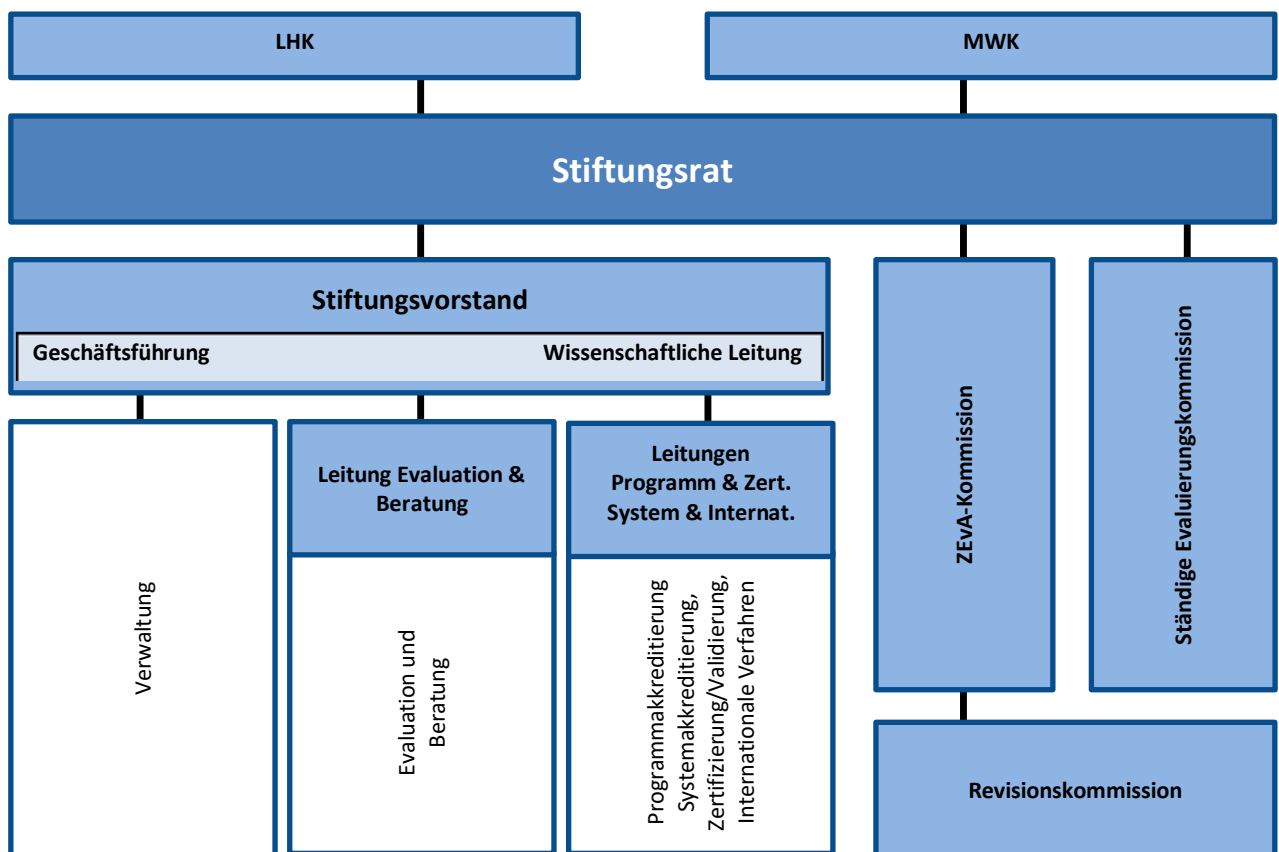 LHK
MWK
Stiftungsrat
Stiftungsvorstand
Geschäftsführung
Wissenschaftliche Leitung
Verwaltung
Leitung Evaluation &
Beratung
Evaluation und
Beratung
Leitungen
Programm & Zert.
System & Internat.
Programmakkreditierung
Systemakkreditierung,
Zertifizierung/Validierung,
Internationale Verfahren
ZEvA-Kommission
Ständige Evaluierungskommission
Revisionskommission